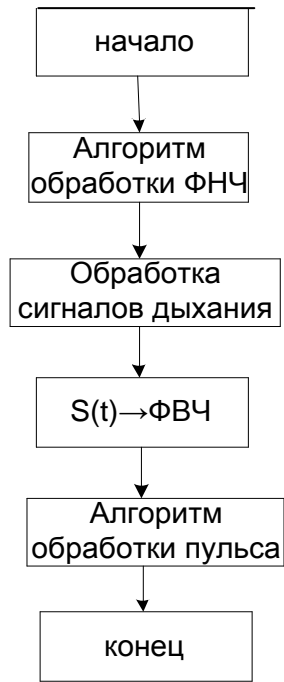 начало
Алгоритм
обработки ФНЧ
Обработка
сигналов дыхания
S(t)→ФВЧ
Алгоритм
обработки пульса
конец